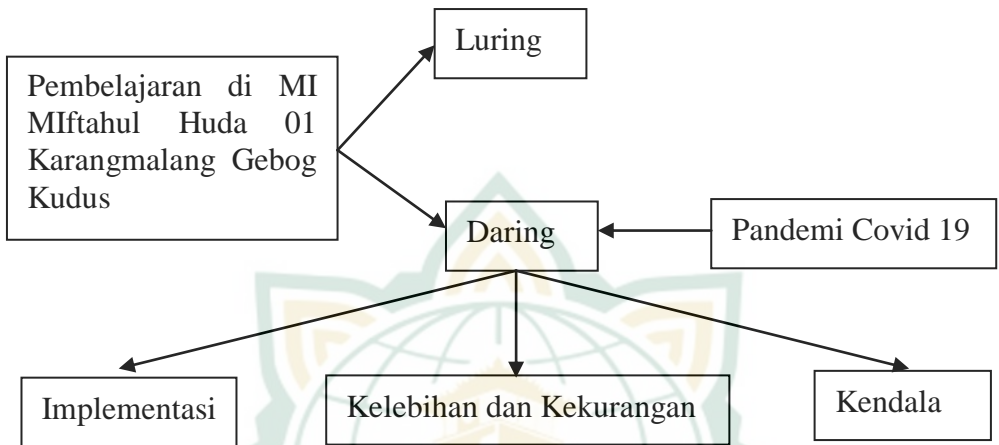 Luring
Pembelajaran di MI
MIftahul Huda 01
Karangmalang Gebog
Kudus
Daring
Pandemi Covid 19
Implementasi
Kelebihan dan Kekurangan
Kendala